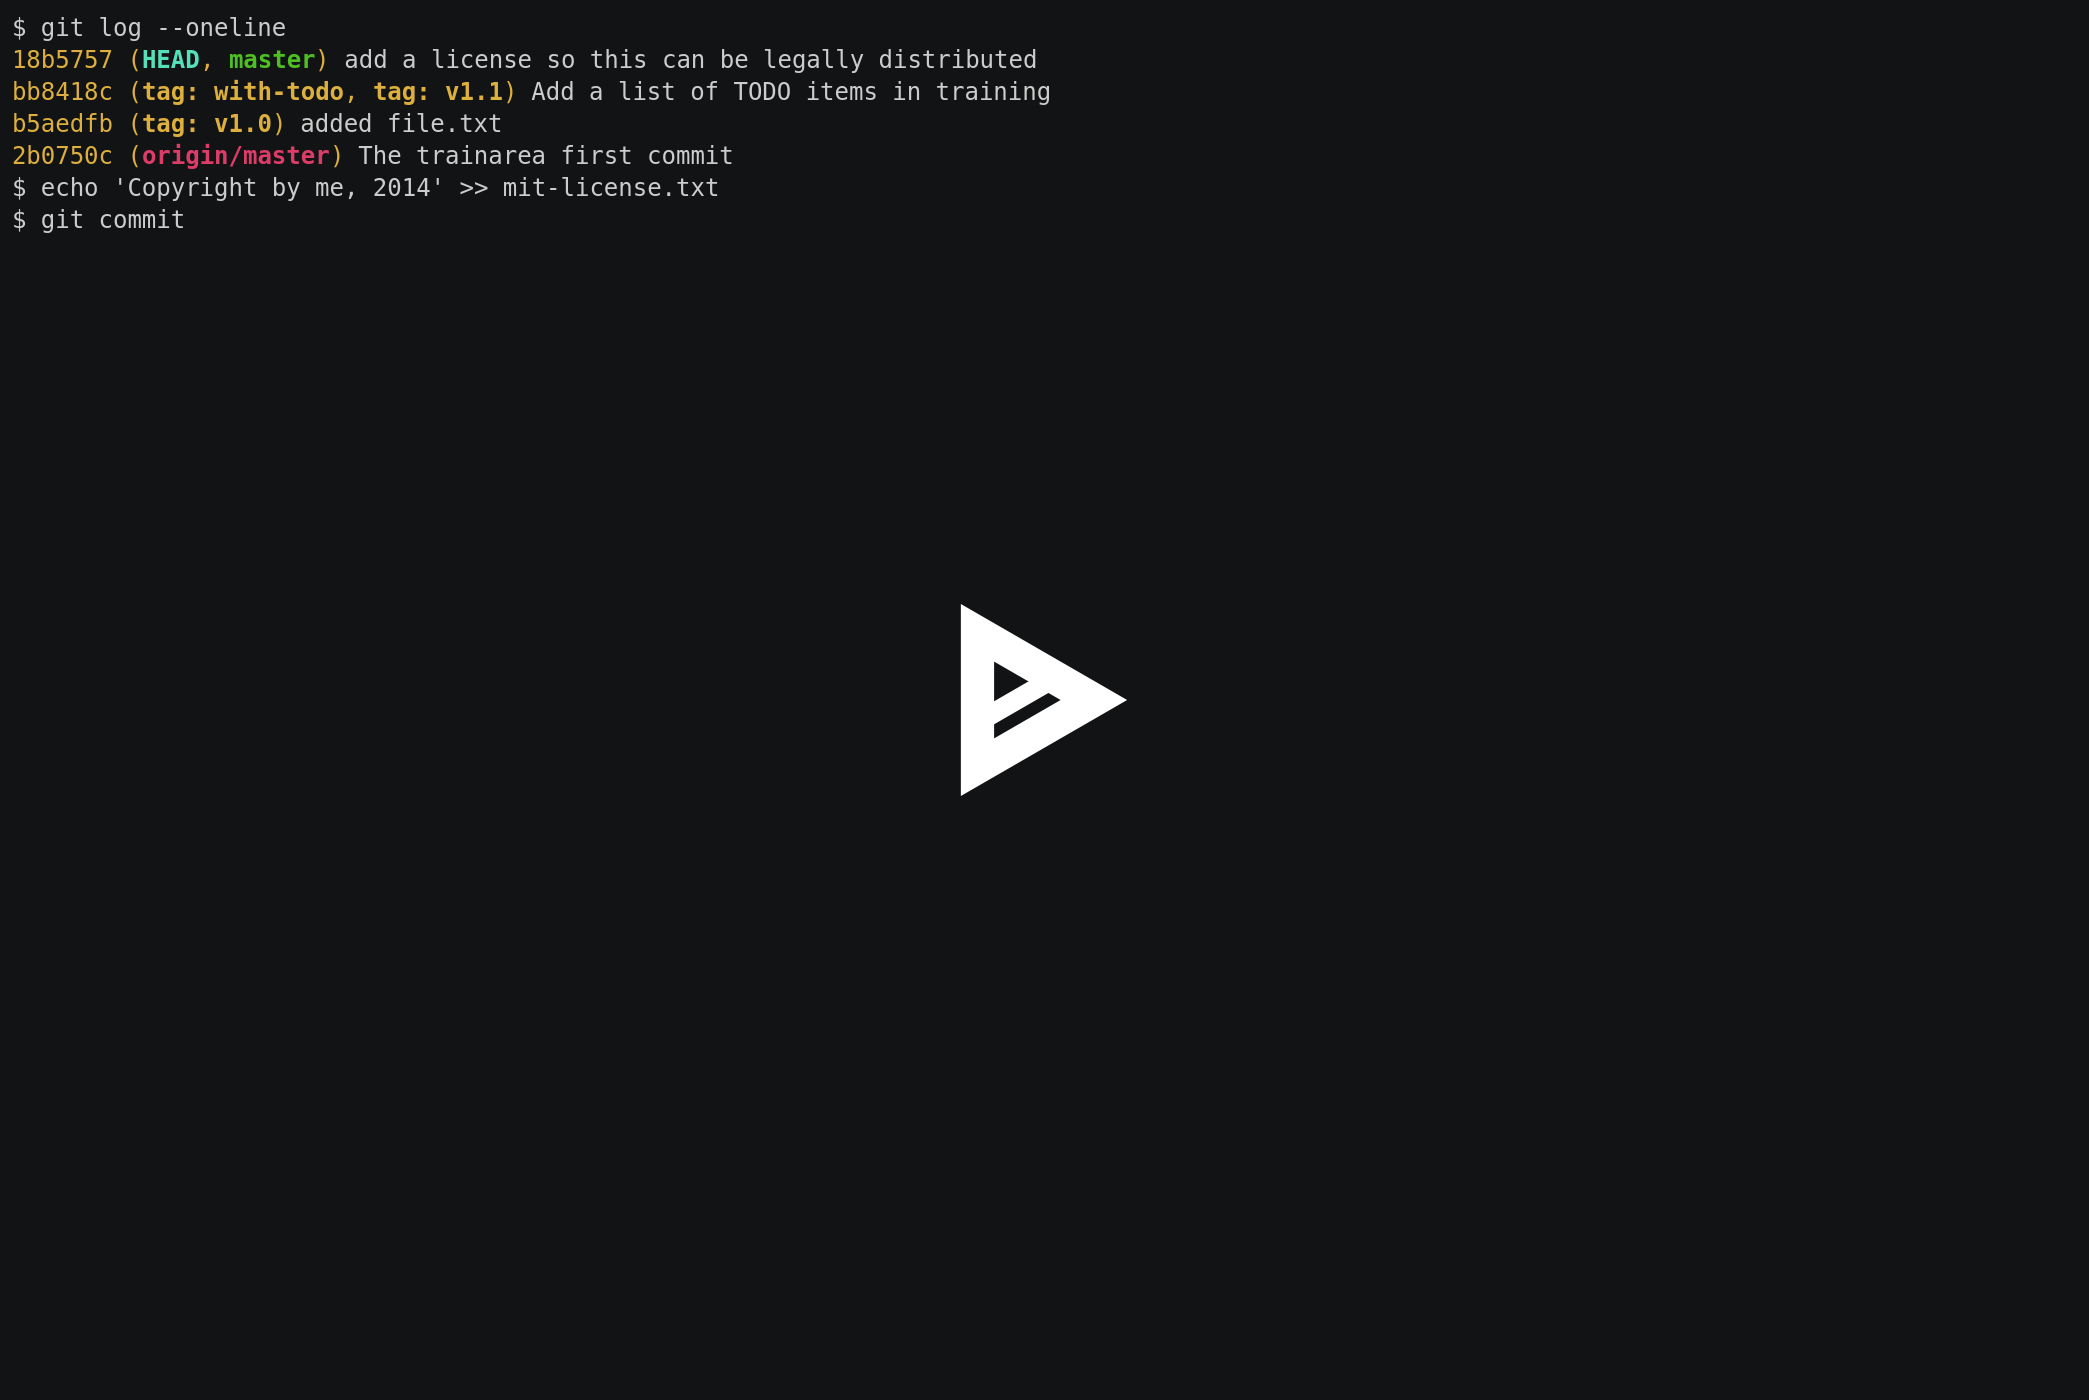 $ git log --oneline
18b5757 (HEAD, master) add a license so this can be legally distributed
bb8418c (tag: with-todo, tag: v1.1) Add a list of TODO items in training
b5aedfb (tag: v1.0) added file.txt
2b0750c (origin/master) The trainarea first commit
$ echo 'Copyright by me, 2014' >> mit-license.txt
$ git commit